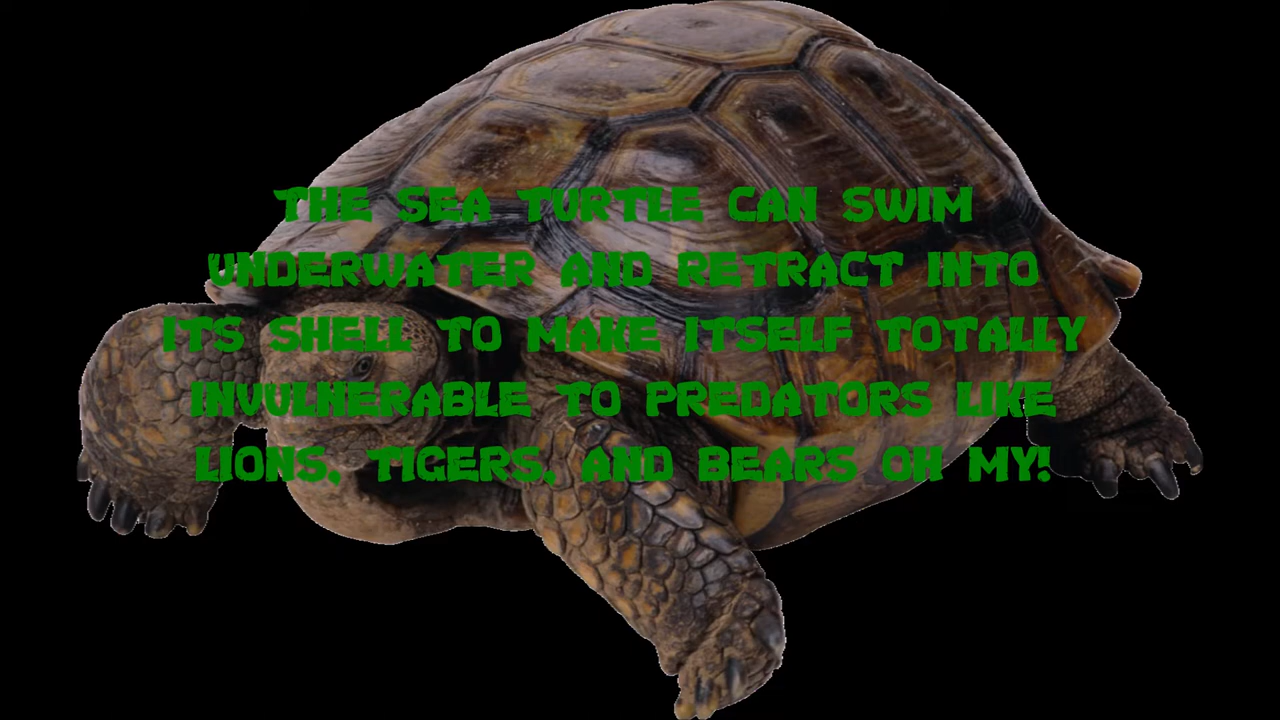 THE SEA TURTLE CAN SWIM
UNDERWATER AND RETRACT INTO
ITS SHELL TO MAKE ITSELF TOTALLY
INVULNERABLE TO PREDATORS LIKE
LIONS, TIGERS, AND BEARS OH MY!